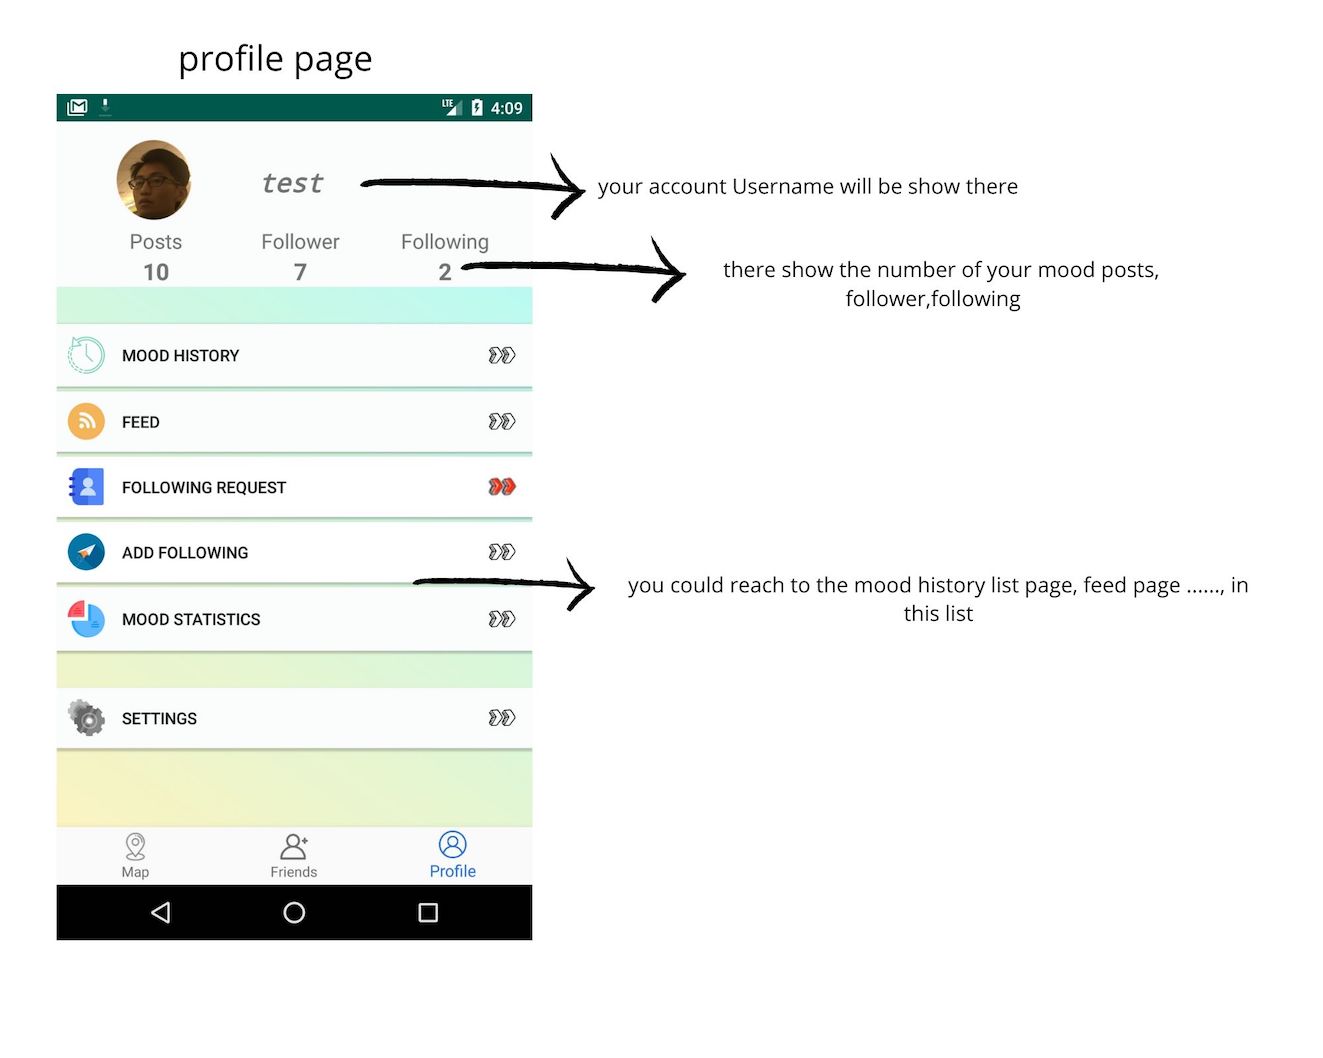 profile page
LTE 4:09
test
your account Username will be show there
Posts Follower Following
10 7 2
there show the number of your mood posts,
follower,following
MOOD HISTORY
FEED
FOLLOWING REQUEST
ADD FOLLOWING
you could reach to the mood history list page, feed page ......, in
this list
MOOD STATISTICS
SETTINGS
Map Friends Profile